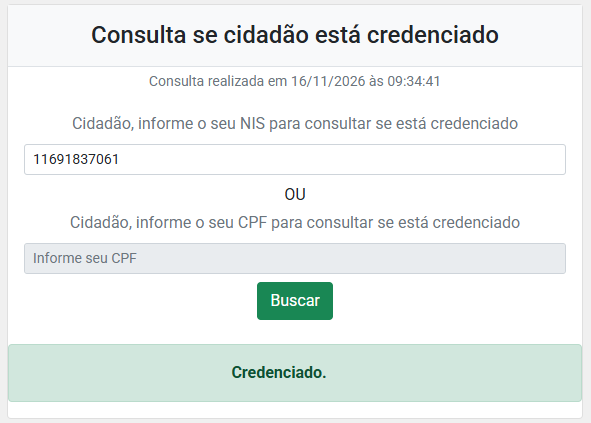 Consulta se cidadão está credenciado
Consulta realizada em 16/11/2026 às 09:34:41
Cidadão, informe o seu NIS para consultar se está credenciado
11691837061
OU
Cidadão, informe o seu CPF para consultar se está credenciado
Informe seu CPF
Buscar
Credenciado.